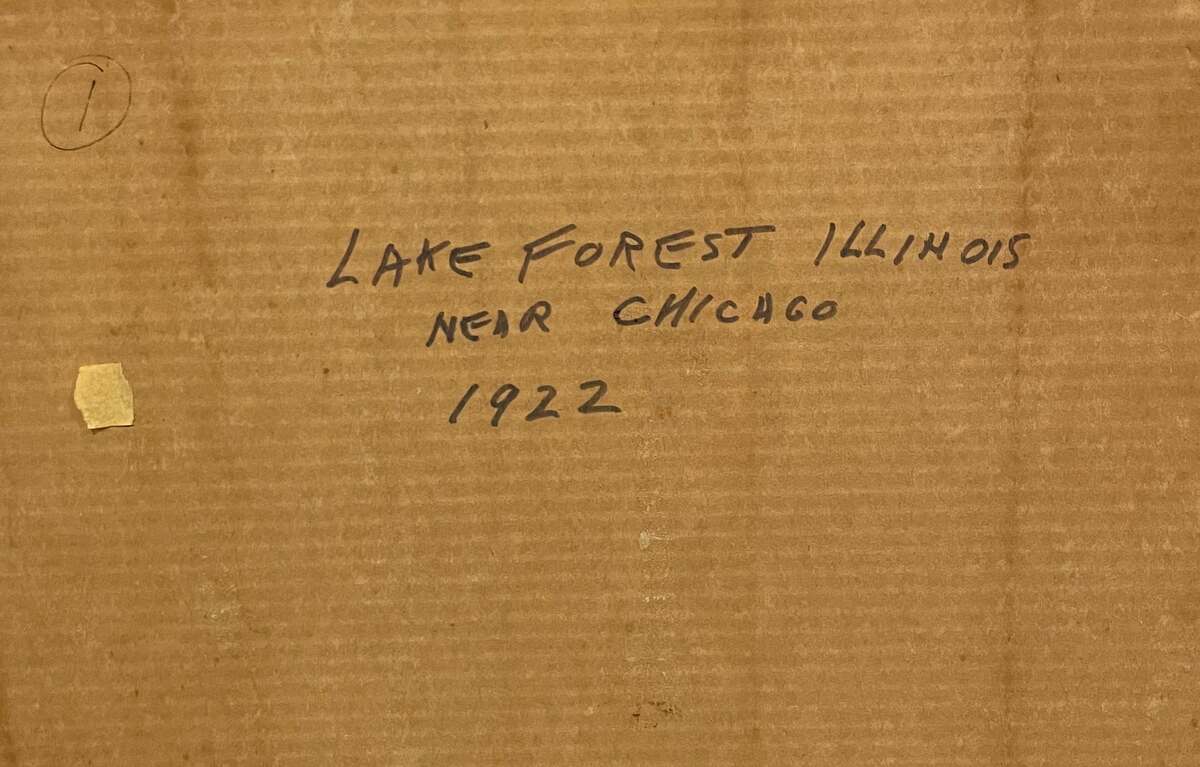 1
LAKE FOREST ILLINOIS
NEAR CHICAGO
1922